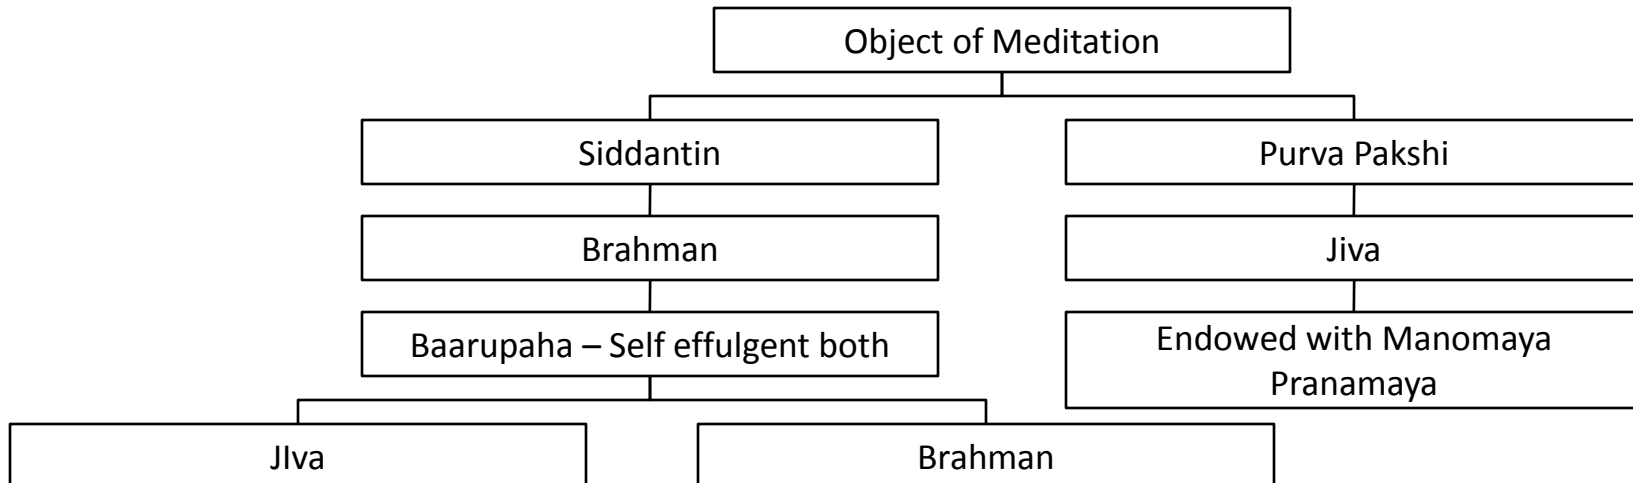 Object of Meditation
Siddantin
Purva Pakshi
Brahman
Jiva
Baarupaha – Self effulgent both
Endowed with Manomaya
Pranamaya
JIva
Brahman